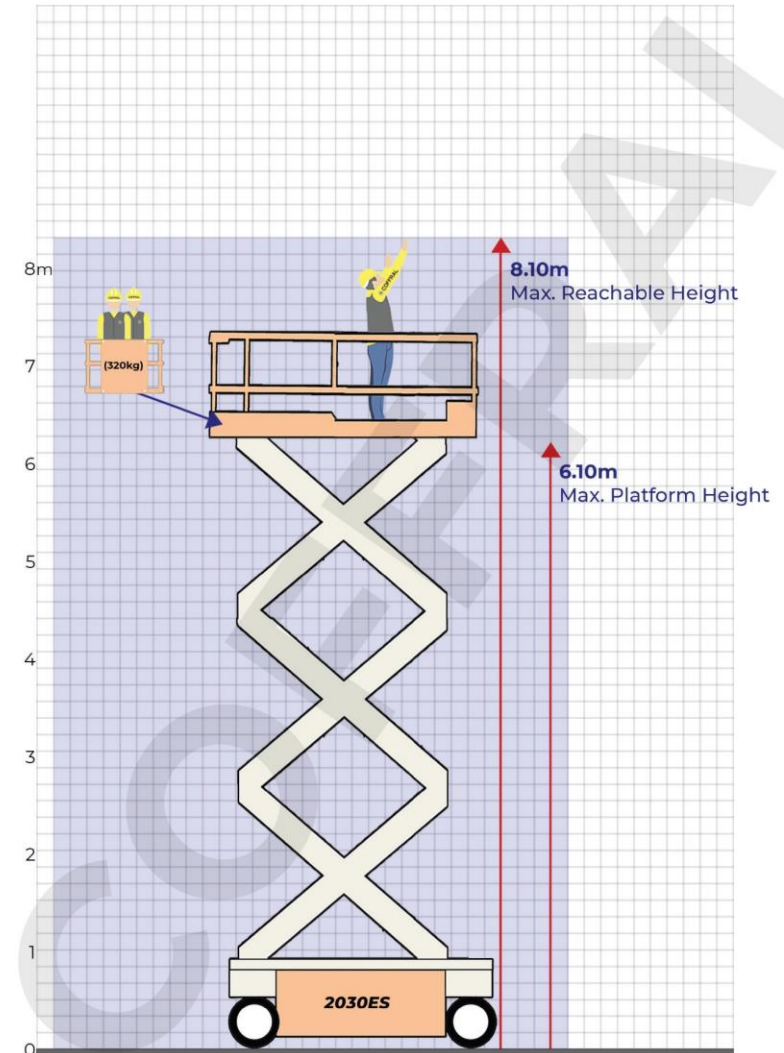 8m
8.10m
Max. Reachable Height
(320kg)
7
6
6.10m
Max. Platform Height
5
4
3
2
1
2030ES
0
COFFRAL